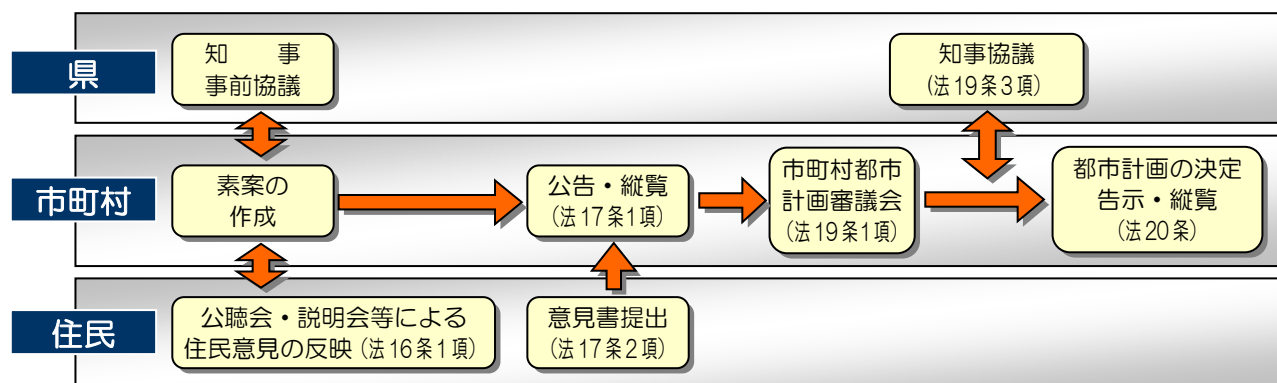 県
知　　事
事前協議
知事協議
(法19条3項)
市町村
素案の
作成
公告・縦覧
(法17条1項)
市町村都市
計画審議会
(法19条1項)
都市計画の決定
告示・縦覧
(法20条)
住民
公聴会・説明会等による
住民意見の反映(法16条1項)
意見書提出
(法17条2項)